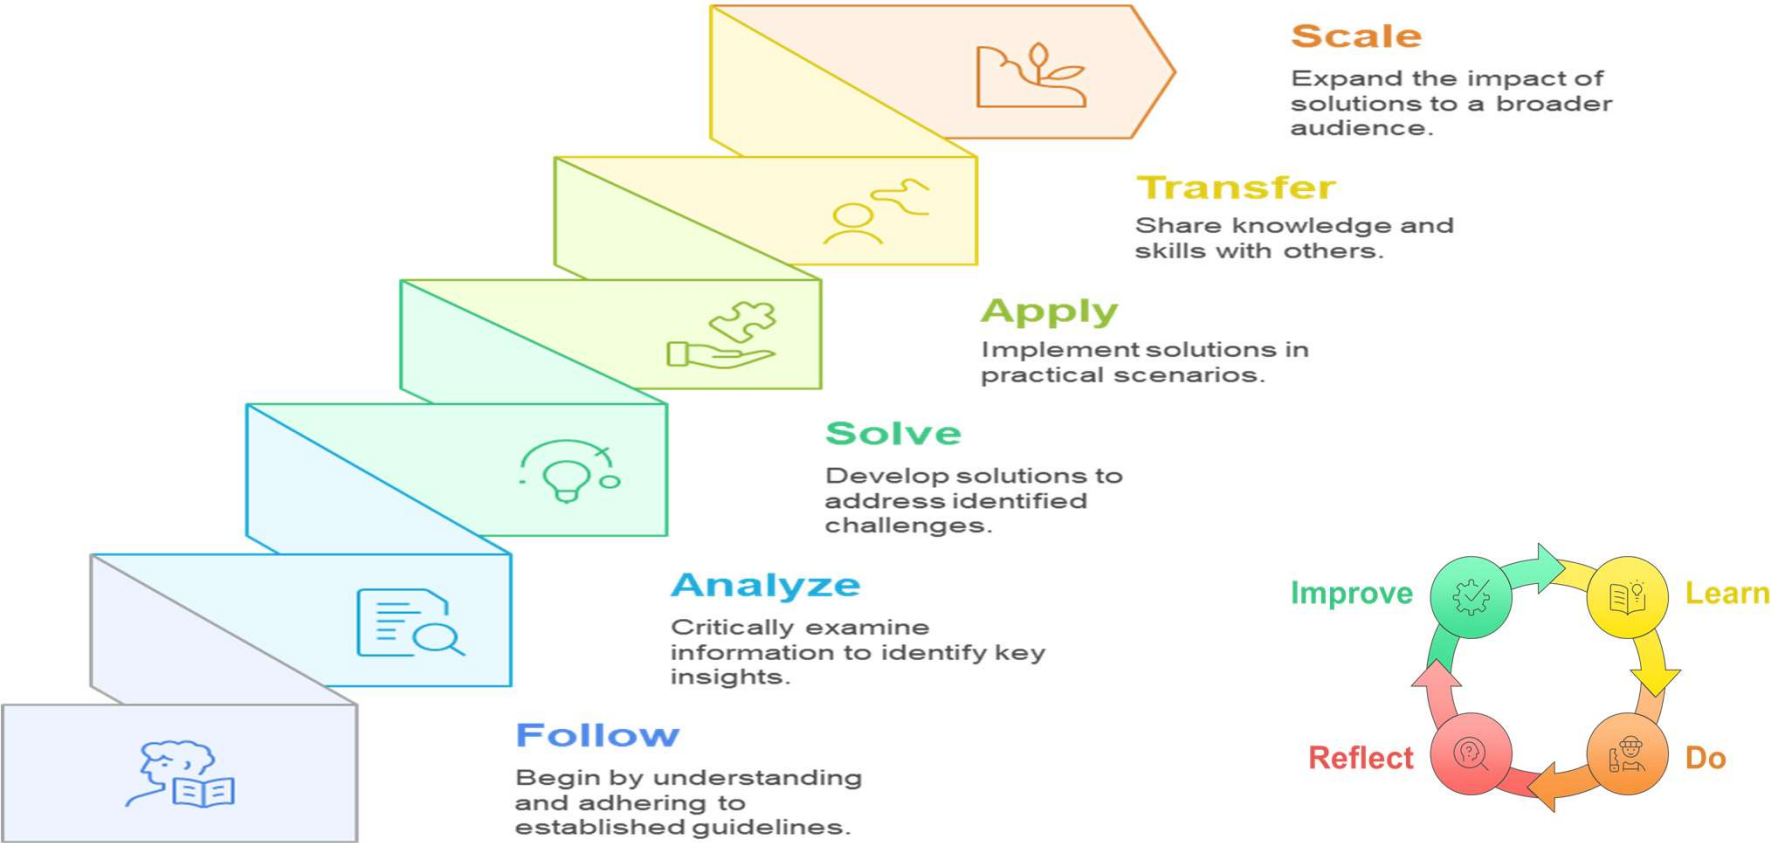 Scale
Expand the impact of
solutions to a broader
audience.
Transfer
Share knowledge and
skills with others.
Apply
Implement solutions in
practical scenarios.
Solve
Develop solutions to
address identified
challenges.
Analyze
Critically examine
information to identify key
insights.
Follow
Begin by understanding
and adhering to
established guidelines.
Improve
Learn
Reflect
Do